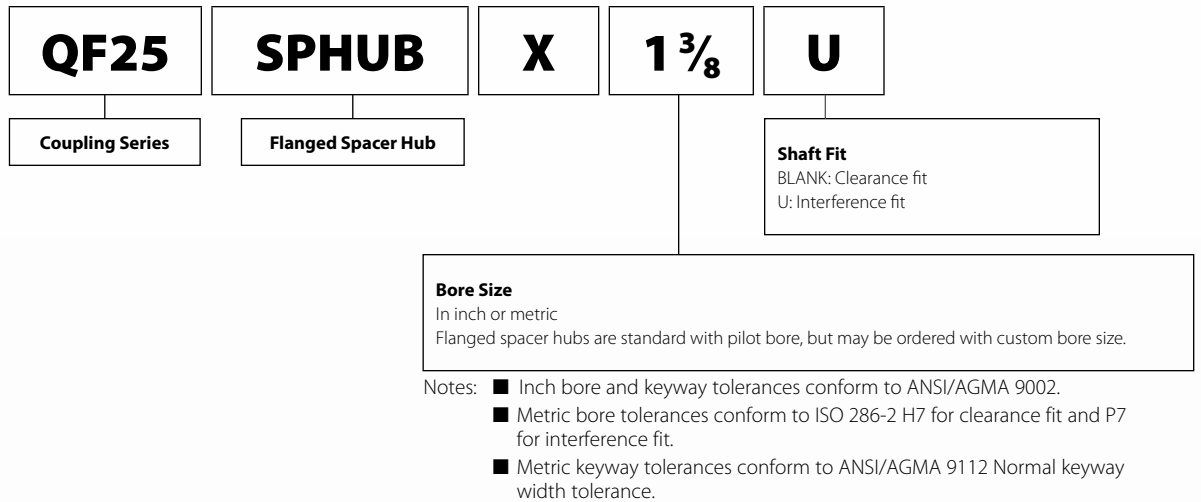 QF25 SPHUB X 1 3⁄8 U
Coupling Series
Flanged Spacer Hub
Shaft Fit
BLANK: Clearance fit
U: Interference fit
Bore Size
In inch or metric
Flanged spacer hubs are standard with pilot bore, but may be ordered with custom bore size.
Notes: ■ Inch bore and keyway tolerances conform to ANSI/AGMA 9002.
■ Metric bore tolerances conform to ISO 286-2 H7 for clearance fit and P7
for interference fit.
■ Metric keyway tolerances conform to ANSI/AGMA 9112 Normal keyway
width tolerance.